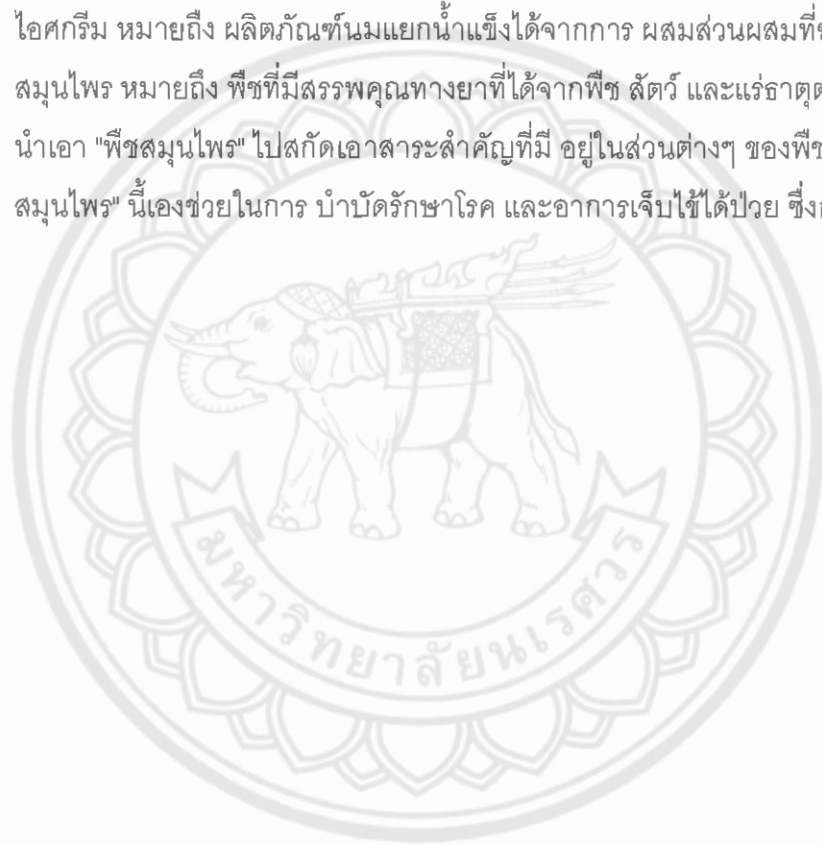 ไอศกรีม หมายถึง ผลิตภัณฑ์นมแยกน้ำแข็งได้จากการ ผสมส่วนผสมที่
สมุนไพร หมายถึง พืชที่มีสรรพคุณทางยาที่ได้จากพืช สัตว์ และแร่ธาตุ
นำเอา "พืชสมุนไพร" ไปสกัดเอาสาระสำคัญที่มี อยู่ในส่วนต่างๆ ของพืช
สมุนไพร" นี้เองช่วยในการ บำบัดรักษาโรค และอาการเจ็บไข้ได้ป่วย ซึ่ง
มหาวิทยาลัยนเรศวร